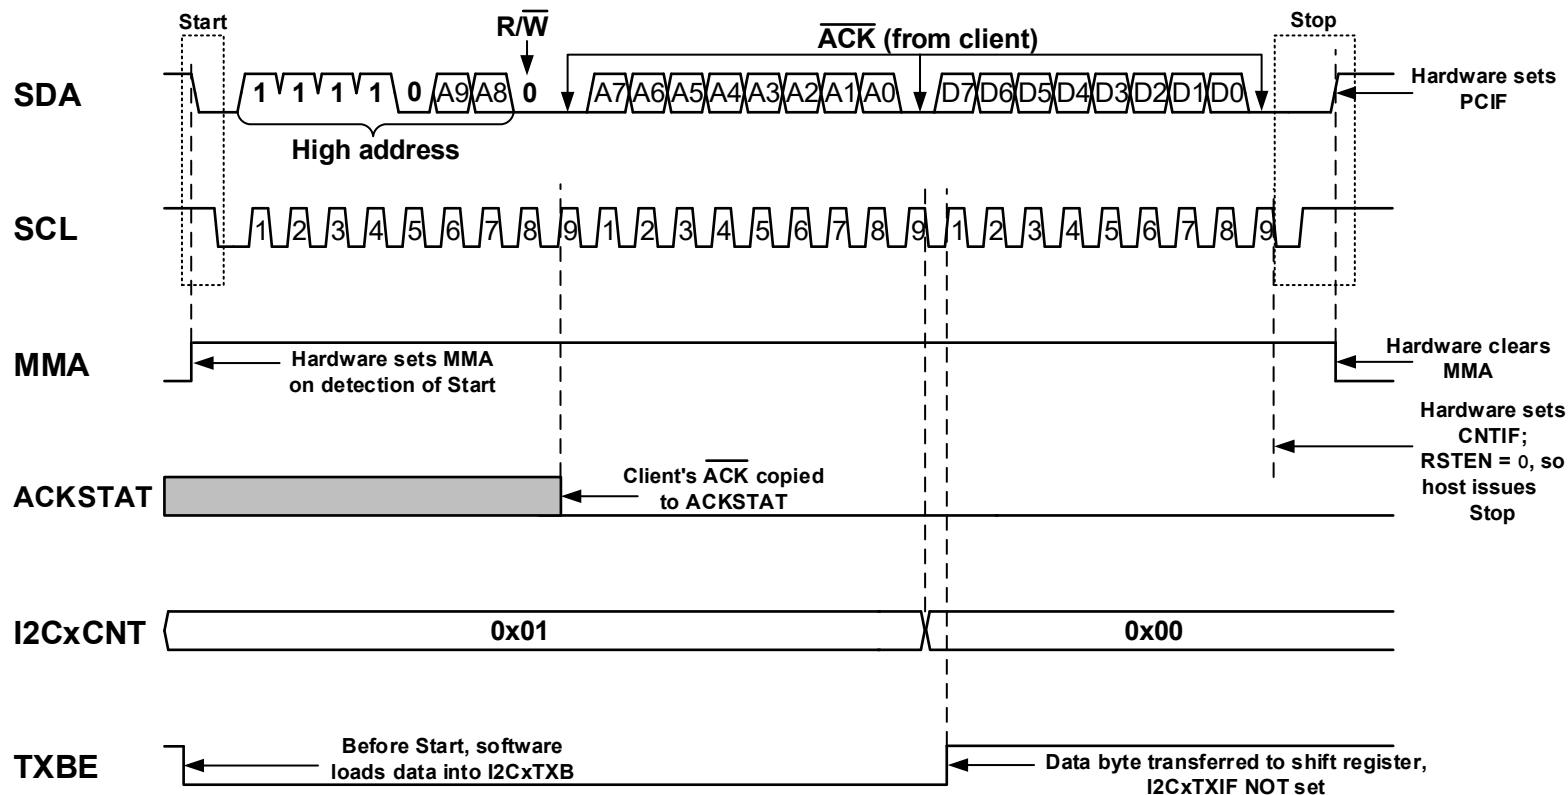 Start
R/W
ACK (from client)
Stop
SDA
1 1 1 1 0 A9 A8 0 A7 A6 A5 A4 A3 A2 A1 A0 D7 D6 D5 D4 D3 D2 D1 D0
Hardware sets
PCIF
High address
SCL
1 2 3 4 5 6 7 8 9 1 2 3 4 5 6 7 8 9 1 2 3 4 5 6 7 8 9
MMA
Hardware sets MMA
on detection of Start
Hardware clears
MMA
Hardware sets
CNTIF;
RSTEN = 0, so
host issues
Stop
ACKSTAT
Client's ACK copied
to ACKSTAT
I2CxCNT
0x01
0x00
TXBE
Before Start, software
loads data into I2CxTXB
Data byte transferred to shift register,
I2CxTXIF NOT set